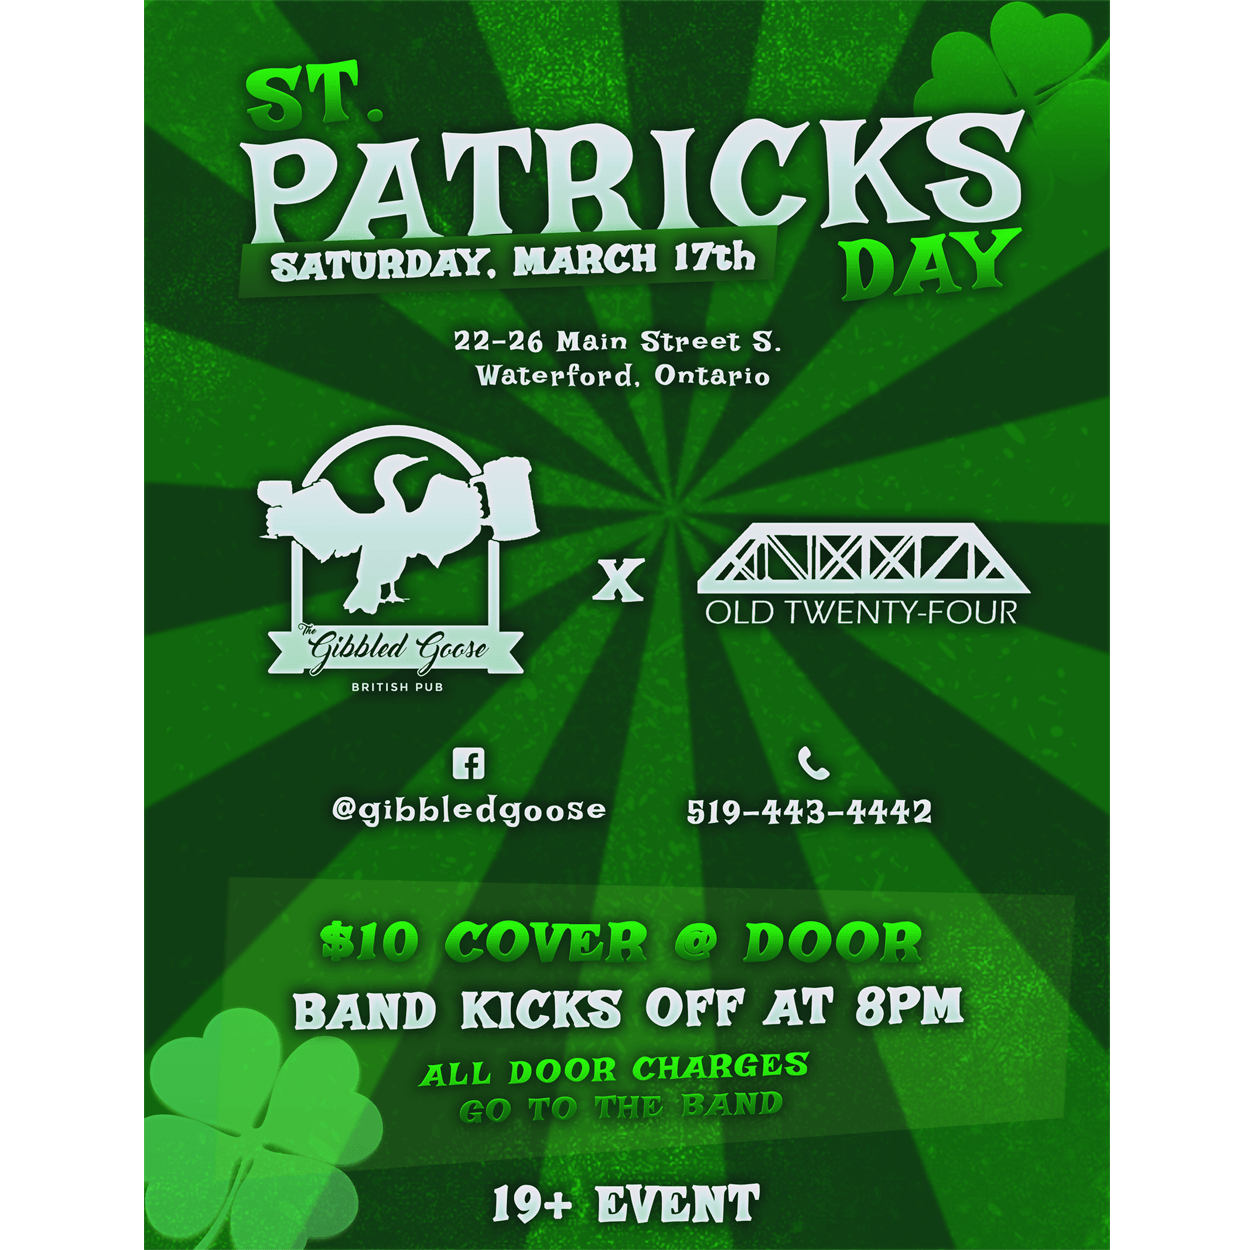 ST.
PATRICKS
SATURDAY, MARCH 17th
DAY
22-26 Main Street S.
Waterford, Ontario
The
Gibbled Goose
BRITISH PUB
X
OLD TWENTY-FOUR
@gibbledgoose
519-443-4442
$10 COVER @ DOOR
BAND KICKS OFF AT 8PM
ALL DOOR CHARGES
GO TO THE BAND
19+ EVENT